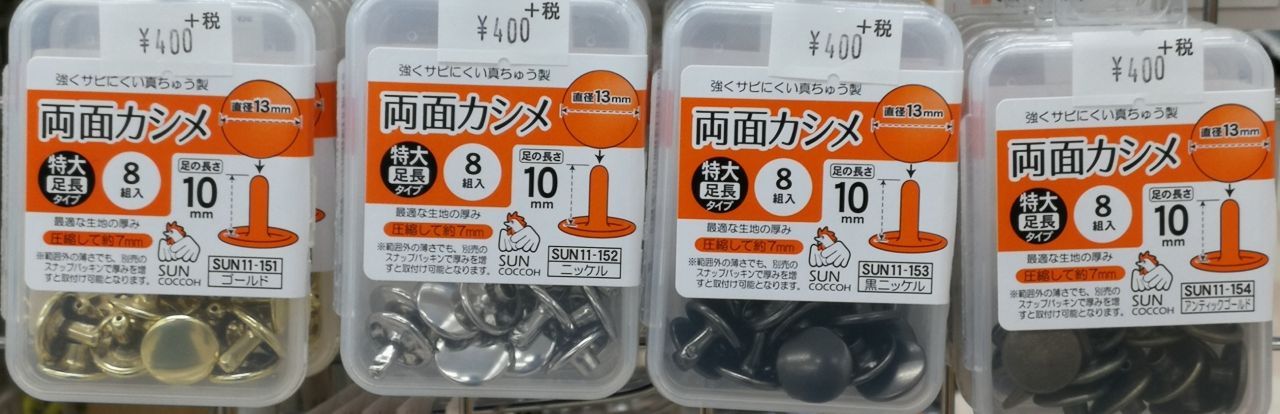 ¥400 +税
強くサビにくい真ちゅう製
両面カシメ
直径13mm
特大
足長
タイプ
8
組入
足の長さ
10
mm
最適な生地の厚み
圧縮して約7mm
※範囲外の薄さでも、別売の
スナップパッキンで厚みを増
すと取付け可能となります。
SUN
COCCOH
SUN11-151
ゴールド
¥400 +税
強くサビにくい真ちゅう製
両面カシメ
直径13mm
特大
足長
タイプ
8
組入
足の長さ
10
mm
最適な生地の厚み
圧縮して約7mm
※範囲外の薄さでも、別売の
スナップパッキンで厚みを増
すと取付け可能となります。
SUN
COCCOH
SUN11-152
ニッケル
¥400 +税
強くサビにくい真ちゅう製
両面カシメ
直径13mm
特大
足長
タイプ
8
組入
足の長さ
10
mm
最適な生地の厚み
圧縮して約7mm
※範囲外の薄さでも、別売の
スナップパッキンで厚みを増
すと取付け可能となります。
SUN
COCCOH
SUN11-153
黒ニッケル
¥400 +税
強くサビにくい真ちゅう製
両面カシメ
直径13mm
特大
足長
タイプ
8
組入
足の長さ
10
mm
最適な生地の厚み
圧縮して約7mm
※範囲外の薄さでも、別売の
スナップパッキンで厚みを増
すと取付け可能となります。
SUN
COCCOH
SUN11-154
アンティックゴールド